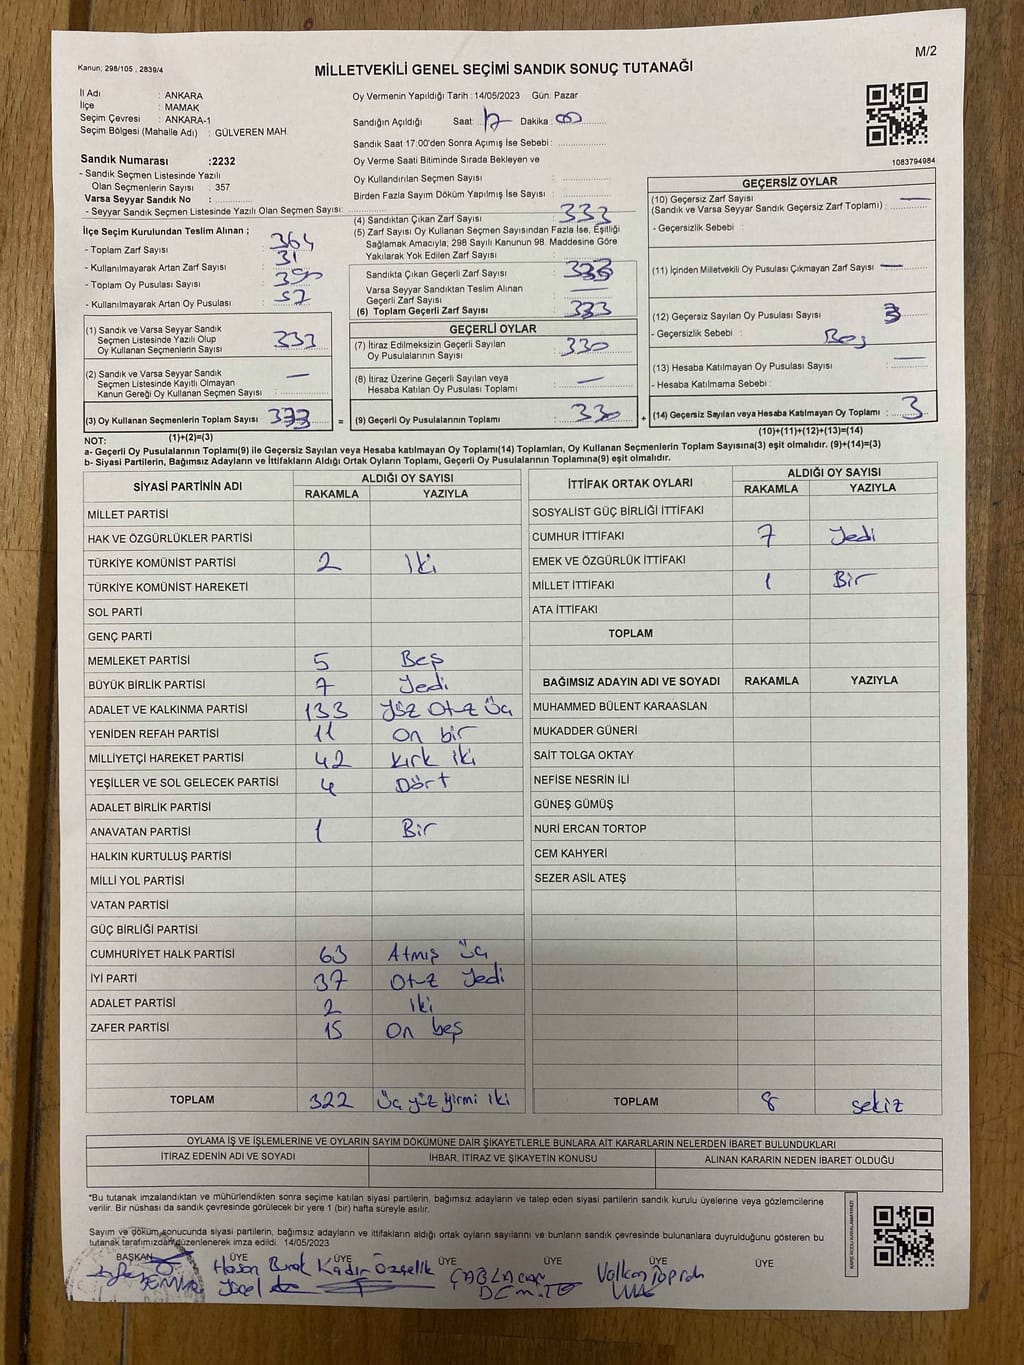 M/2
Kanun; 298/105 , 2839/4
MİLLETVEKİLİ GENEL SEÇİMİ SANDIK SONUÇ TUTANAĞI
İl Adı : ANKARA
İlçe : MAMAK
Seçim Çevresi : ANKARA-1
Seçim Bölgesi (Mahalle Adı) : GÜLVEREN MAH.
Oy Vermenin Yapıldığı Tarih : 14/05/2023 Gün: Pazar
Sandığın Açıldığı Saat: 17 Dakika : 00
Sandık Saat 17:00'den Sonra Açımış İse Sebebi :
Oy Verme Saati Bitiminde Sırada Bekleyen ve
Oy Kullandırılan Seçmen Sayısı :
Birden Fazla Sayım Döküm Yapılmış İse Sayısı :
1083794984
Sandık Numarası :2232
- Sandık Seçmen Listesinde Yazılı
Olan Seçmenlerin Sayısı : 357
Varsa Seyyar Sandık No :
- Seyyar Sandık Seçmen Listesinde Yazılı Olan Seçmen Sayısı:
İlçe Seçim Kurulundan Teslim Alınan ;
- Toplam Zarf Sayısı : 364
- Kullanılmayarak Artan Zarf Sayısı : 31
- Toplam Oy Pusulası Sayısı : 390
- Kullanılmayarak Artan Oy Pusulası : 57
(1) Sandık ve Varsa Seyyar Sandık
Seçmen Listesinde Yazılı Olup
Oy Kullanan Seçmenlerin Sayısı : 333
(2) Sandık ve Varsa Seyyar Sandık
Seçmen Listesinde Kayıtlı Olmayan
Kanun Gereği Oy Kullanan Seçmen Sayısı : —
(3) Oy Kullanan Seçmenlerin Toplam Sayısı : 333 =
(1)+(2)=(3)
(4) Sandıktan Çıkan Zarf Sayısı : 333
(5) Zarf Sayısı Oy Kullanan Seçmen Sayısından Fazla İse, Eşitliği
Sağlamak Amacıyla; 298 Sayılı Kanunun 98. Maddesine Göre
Yakılarak Yok Edilen Zarf Sayısı :
Sandıkta Çıkan Geçerli Zarf Sayısı : 333
Varsa Seyyar Sandıktan Teslim Alınan
Geçerli Zarf Sayısı : —
(6) Toplam Geçerli Zarf Sayısı : 333
GEÇERLİ OYLAR
(7) İtiraz Edilmeksizin Geçerli Sayılan
Oy Pusulalarının Sayısı : 330
(8) İtiraz Üzerine Geçerli Sayılan veya
Hesaba Katılan Oy Pusulası Toplamı : —
(9) Geçerli Oy Pusulalarının Toplamı : 330 +
GEÇERSİZ OYLAR
(10) Geçersiz Zarf Sayısı —
(Sandık ve Varsa Seyyar Sandık Geçersiz Zarf Toplamı) :
- Geçersizlik Sebebi :
(11) İçinden Milletvekili Oy Pusulası Çıkmayan Zarf Sayısı : —
(12) Geçersiz Sayılan Oy Pusulası Sayısı : 3
- Geçersizlik Sebebi : Boş
(13) Hesaba Katılmayan Oy Pusulası Sayısı : —
- Hesaba Katılmama Sebebi :
(14) Geçersiz Sayılan veya Hesaba Katılmayan Oy Toplamı : 3
(10)+(11)+(12)+(13)=(14)
NOT:
a- Geçerli Oy Pusulalarının Toplamı(9) ile Geçersiz Sayılan veya Hesaba katılmayan Oy Toplamı(14) Toplamları, Oy Kullanan Seçmenlerin Toplam Sayısına(3) eşit olmalıdır. (9)+(14)=(3)
b- Siyasi Partilerin, Bağımsız Adayların ve İttifakların Aldığı Ortak Oyların Toplamı, Geçerli Oy Pusulalarının Toplamına(9) eşit olmalıdır.
SİYASİ PARTİNİN ADI ALDIĞI OY SAYISI
RAKAMLA YAZIYLA
MİLLET PARTİSİ
HAK VE ÖZGÜRLÜKLER PARTİSİ
TÜRKİYE KOMÜNİST PARTİSİ 2 İki
TÜRKİYE KOMÜNİST HAREKETİ
SOL PARTİ
GENÇ PARTİ
MEMLEKET PARTİSİ 5 Beş
BÜYÜK BİRLİK PARTİSİ 7 Yedi
ADALET VE KALKINMA PARTİSİ 133 Yüz Otuz Üç
YENİDEN REFAH PARTİSİ 11 On bir
MİLLİYETÇİ HAREKET PARTİSİ 42 Kırk iki
YEŞİLLER VE SOL GELECEK PARTİSİ 4 Dört
ADALET BİRLİK PARTİSİ
ANAVATAN PARTİSİ 1 Bir
HALKIN KURTULUŞ PARTİSİ
MİLLİ YOL PARTİSİ
VATAN PARTİSİ
GÜÇ BİRLİĞİ PARTİSİ
CUMHURİYET HALK PARTİSİ 63 Atmış Üç
İYİ PARTİ 37 Otuz Yedi
ADALET PARTİSİ 2 İki
ZAFER PARTİSİ 15 On beş
TOPLAM 322 Üç yüz yirmi iki
İTTİFAK ORTAK OYLARI ALDIĞI OY SAYISI
RAKAMLA YAZIYLA
SOSYALİST GÜÇ BİRLİĞİ İTTİFAKI
CUMHUR İTTİFAKI 7 Yedi
EMEK VE ÖZGÜRLÜK İTTİFAKI
MİLLET İTTİFAKI 1 Bir
ATA İTTİFAKI
TOPLAM
BAĞIMSIZ ADAYIN ADI VE SOYADI RAKAMLA YAZIYLA
MUHAMMED BÜLENT KARAASLAN
MUKADDER GÜNERİ
SAİT TOLGA OKTAY
NEFİSE NESRİN İLİ
GÜNEŞ GÜMÜŞ
NURİ ERCAN TORTOP
CEM KAHYERİ
SEZER ASİL ATEŞ
TOPLAM 8 sekiz
OYLAMA İŞ VE İŞLEMLERİNE VE OYLARIN SAYIM DÖKÜMÜNE DAİR ŞİKAYETLERLE BUNLARA AİT KARARLARIN NELERDEN İBARET BULUNDUKLARI
İTİRAZ EDENİN ADI VE SOYADI İHBAR, İTİRAZ VE ŞİKAYETİN KONUSU ALINAN KARARIN NEDEN İBARET OLDUĞU
*Bu tutanak imzalandıktan ve mühürlendikten sonra seçime katılan siyasi partilerin, bağımsız adayların ve talep eden siyasi partilerin sandık kurulu üyelerine veya gözlemcilerine
verilir. Bir nüshası da sandık çevresinde görülecek bir yere 1 (bir) hafta süreyle asılır.
Sayım ve döküm sonucunda siyasi partilerin, bağımsız adayların ve ittifakların aldığı ortak oyların sayılarını ve bunların sandık çevresinde bulunanlara duyrulduğunu gösteren bu
tutanak tarafımızdan düzenlenerek imza edildi. 14/05/2023
BAŞKAN ÜYE ÜYE ÜYE ÜYE ÜYE
Hasan Burak Yücel
Kadir Özçelik
ÇAĞLACAN
Volkan Toprak